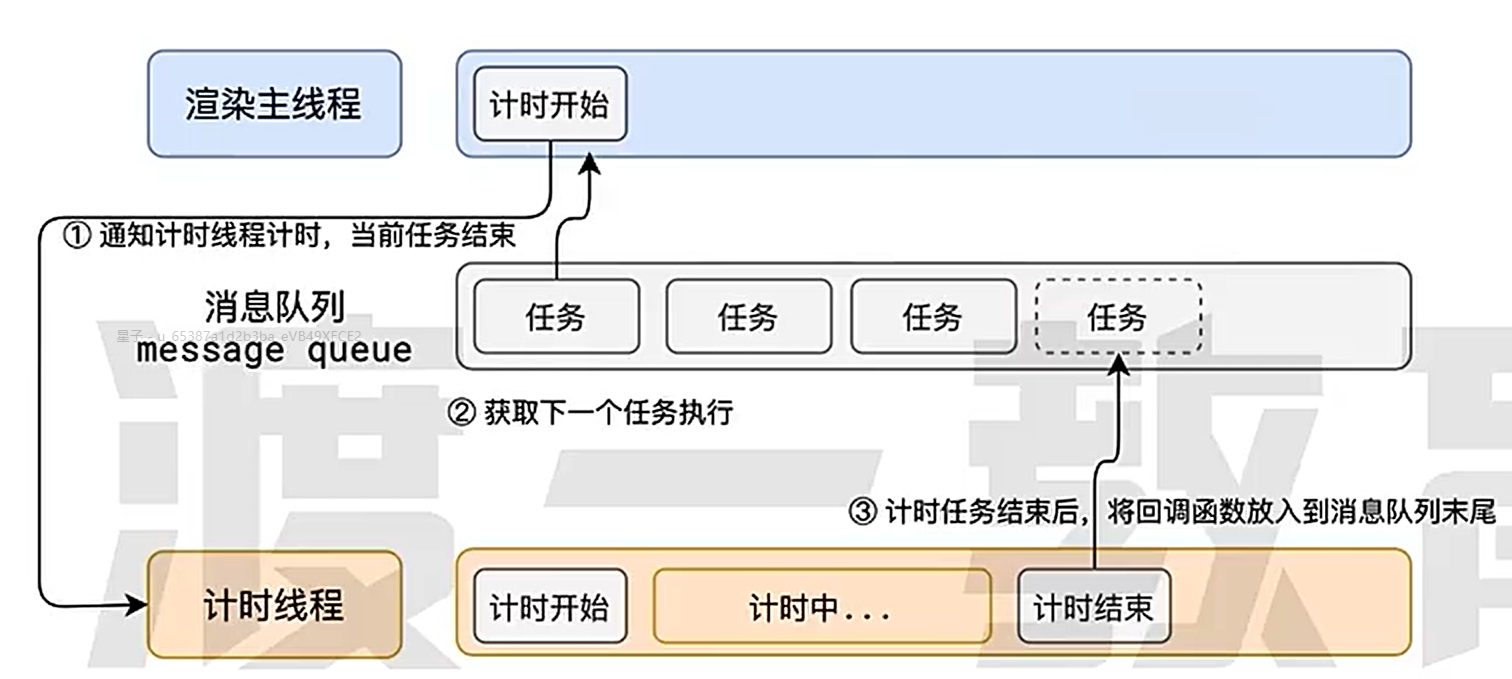 渲染主线程
计时开始
① 通知计时线程计时，当前任务结束
消息队列
message queue
任务
任务
任务
任务
② 获取下一个任务执行
③ 计时任务结束后，将回调函数放入到消息队列末尾
计时线程
计时开始
计时中...
计时结束
渡一教